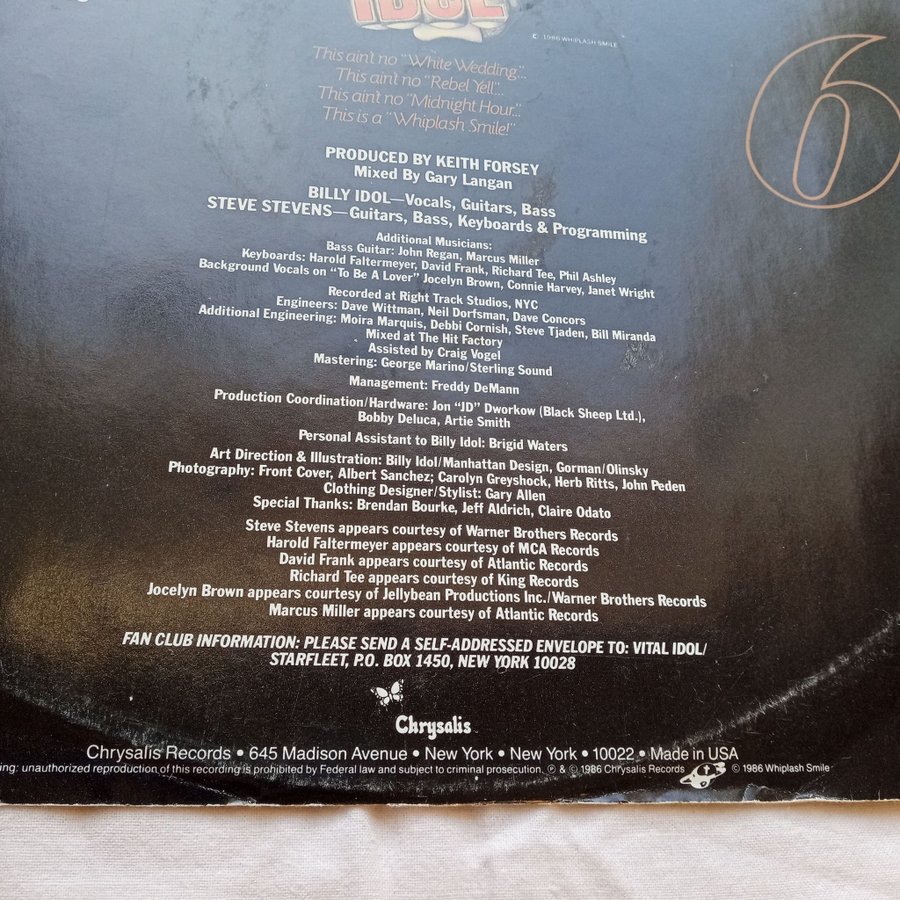 IDOL
© 1986 WHIPLASH SMILE
6
This ain't no "White Wedding"...
This ain't no "Rebel Yell"...
This ain't no "Midnight Hour"...
This is a "Whiplash Smile!"
PRODUCED BY KEITH FORSEY
Mixed By Gary Langan
BILLY IDOL—Vocals, Guitars, Bass
STEVE STEVENS—Guitars, Bass, Keyboards & Programming
Additional Musicians:
Bass Guitar: John Regan, Marcus Miller
Keyboards: Harold Faltermeyer, David Frank, Richard Tee, Phil Ashley
Background Vocals on "To Be A Lover" Jocelyn Brown, Connie Harvey, Janet Wright
Recorded at Right Track Studios, NYC
Engineers: Dave Wittman, Neil Dorfsman, Dave Concors
Additional Engineering: Moira Marquis, Debbi Cornish, Steve Tjaden, Bill Miranda
Mixed at The Hit Factory
Assisted by Craig Vogel
Mastering: George Marino/Sterling Sound
Management: Freddy DeMann
Production Coordination/Hardware: Jon "JD" Dworkow (Black Sheep Ltd.),
Bobby Deluca, Artie Smith
Personal Assistant to Billy Idol: Brigid Waters
Art Direction & Illustration: Billy Idol/Manhattan Design, Gorman/Olinsky
Photography: Front Cover, Albert Sanchez; Carolyn Greyshock, Herb Ritts, John Peden
Clothing Designer/Stylist: Gary Allen
Special Thanks: Brendan Bourke, Jeff Aldrich, Claire Odato
Steve Stevens appears courtesy of Warner Brothers Records
Harold Faltermeyer appears courtesy of MCA Records
David Frank appears courtesy of Atlantic Records
Richard Tee appears courtesy of King Records
Jocelyn Brown appears courtesy of Jellybean Productions Inc./Warner Brothers Records
Marcus Miller appears courtesy of Atlantic Records
FAN CLUB INFORMATION: PLEASE SEND A SELF-ADDRESSED ENVELOPE TO: VITAL IDOL/
STARFLEET, P.O. BOX 1450, NEW YORK 10028
Chrysalis
Chrysalis Records • 645 Madison Avenue • New York • New York • 10022 • Made in USA
unauthorized reproduction of this recording is prohibited by Federal law and subject to criminal prosecution. ℗ & © 1986 Chrysalis Records © 1986 Whiplash Smile